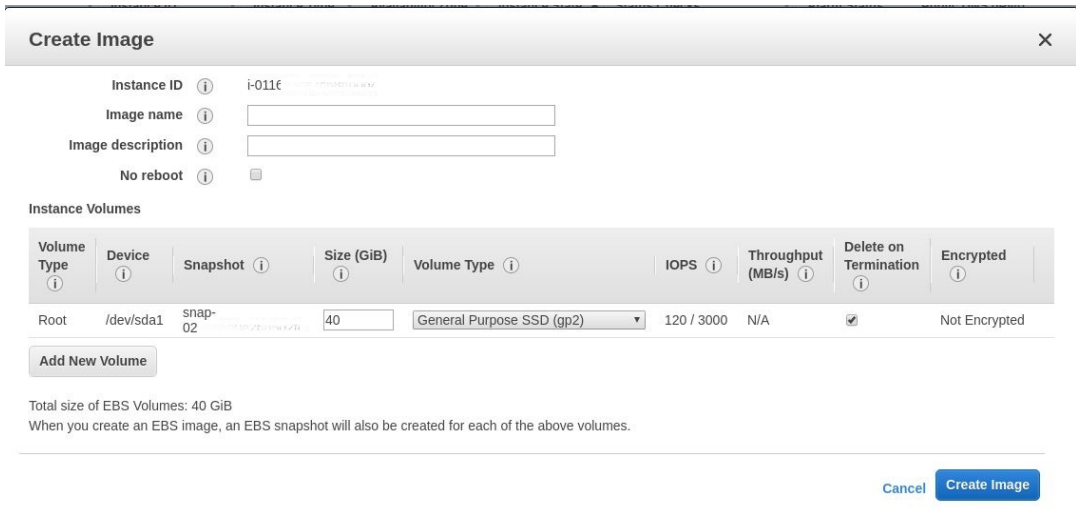 Create Image
Instance ID i-0116
Image name
Image description
No reboot
Instance Volumes
Volume Type Device Snapshot Size (GiB) Volume Type IOPS Throughput (MB/s) Delete on Termination Encrypted
Root /dev/sda1 snap-02 40 General Purpose SSD (gp2) 120 / 3000 N/A Not Encrypted
Add New Volume
Total size of EBS Volumes: 40 GiB
When you create an EBS image, an EBS snapshot will also be created for each of the above volumes.
Cancel Create Image